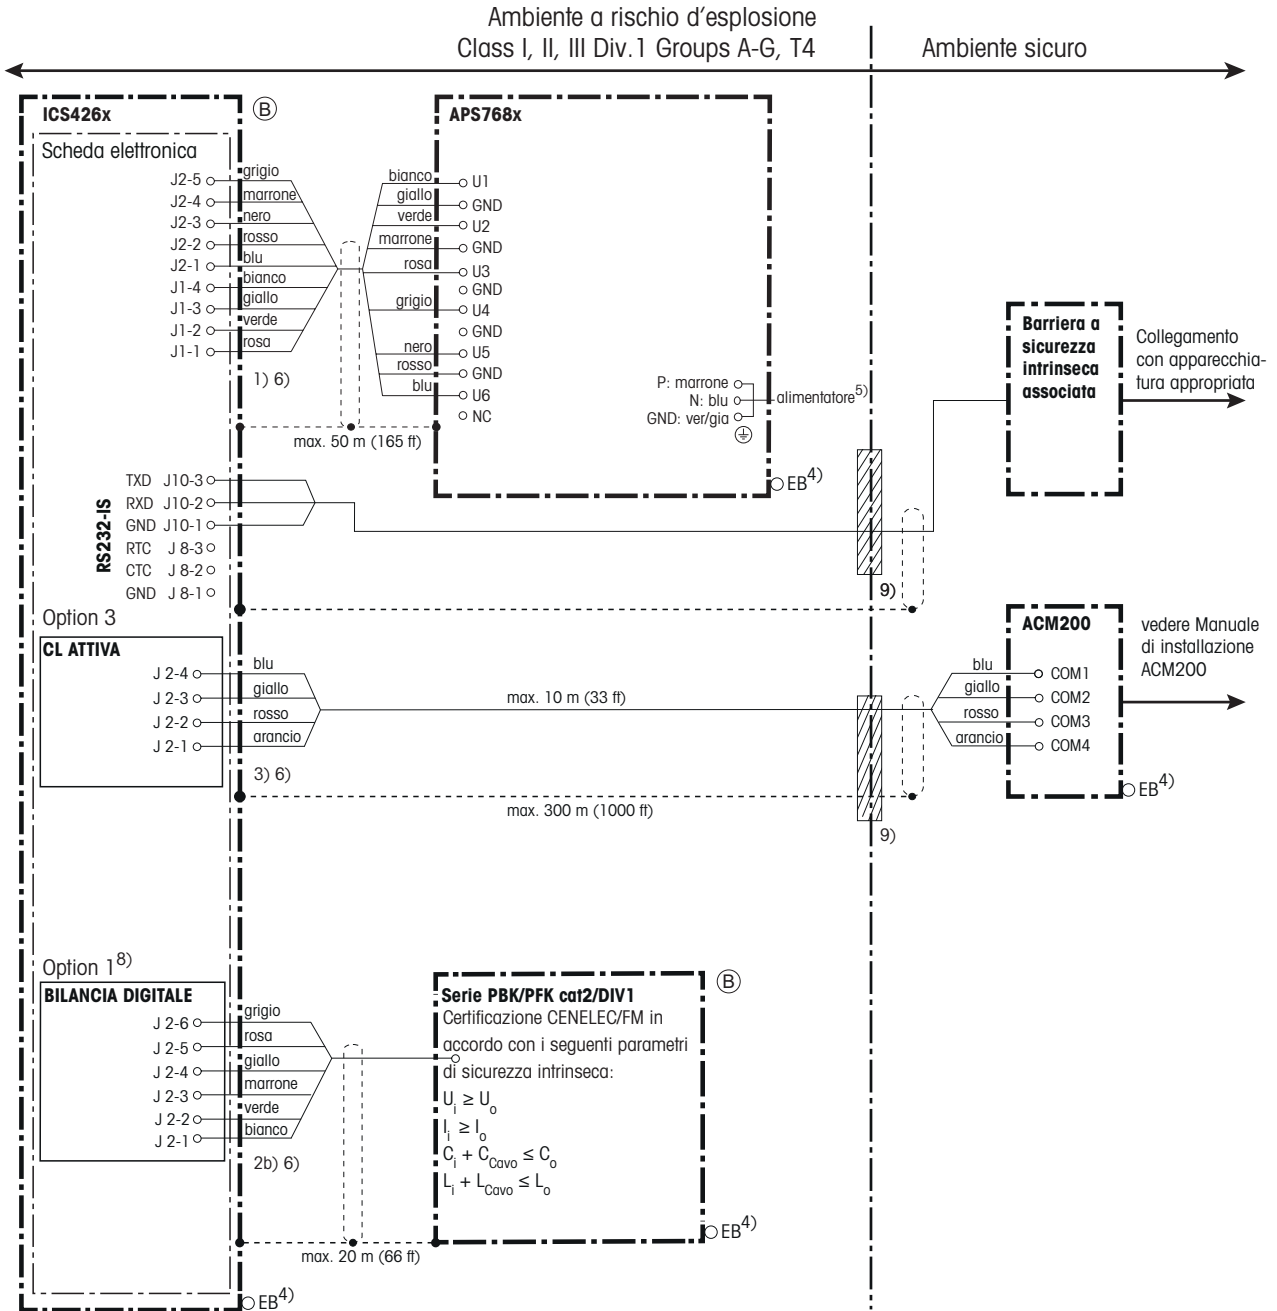 Ambiente a rischio d'esplosione
Class I, II, III Div.1 Groups A-G, T4
Ambiente sicuro
ICS426x
B
Scheda elettronica
J2-5 grigio
J2-4 marrone
J2-3 nero
J2-2 rosso
J2-1 blu
J1-4 bianco
J1-3 giallo
J1-2 verde
J1-1 rosa
1) 6)
max. 50 m (165 ft)
APS768x
bianco U1
giallo GND
verde U2
marrone GND
rosa U3
GND
grigio U4
GND
nero U5
rosso GND
blu U6
NC
P: marrone
N: blu
GND: ver/gia
alimentatore5)
EB4)
Barriera a
sicurezza
intrinseca
associata
Collegamento
con apparecchia-
tura appropriata
RS232-IS
TXD J10-3
RXD J10-2
GND J10-1
RTC J 8-3
CTC J 8-2
GND J 8-1
9)
Option 3
CL ATTIVA
J 2-4 blu
J 2-3 giallo
J 2-2 rosso
J 2-1 arancio
3) 6)
max. 10 m (33 ft)
max. 300 m (1000 ft)
9)
ACM200
blu COM1
giallo COM2
rosso COM3
arancio COM4
EB4)
vedere Manuale
di installazione
ACM200
Option 18)
BILANCIA DIGITALE
J 2-6 grigio
J 2-5 rosa
J 2-4 giallo
J 2-3 marrone
J 2-2 verde
J 2-1 bianco
2b) 6)
max. 20 m (66 ft)
B
Serie PBK/PFK cat2/DIV1
Certificazione CENELEC/FM in
accordo con i seguenti parametri
di sicurezza intrinseca:
Ui ≥ Uo
Ii ≥ Io
Ci + CCavo ≤ Co
Li + LCavo ≤ Lo
EB4)
EB4)